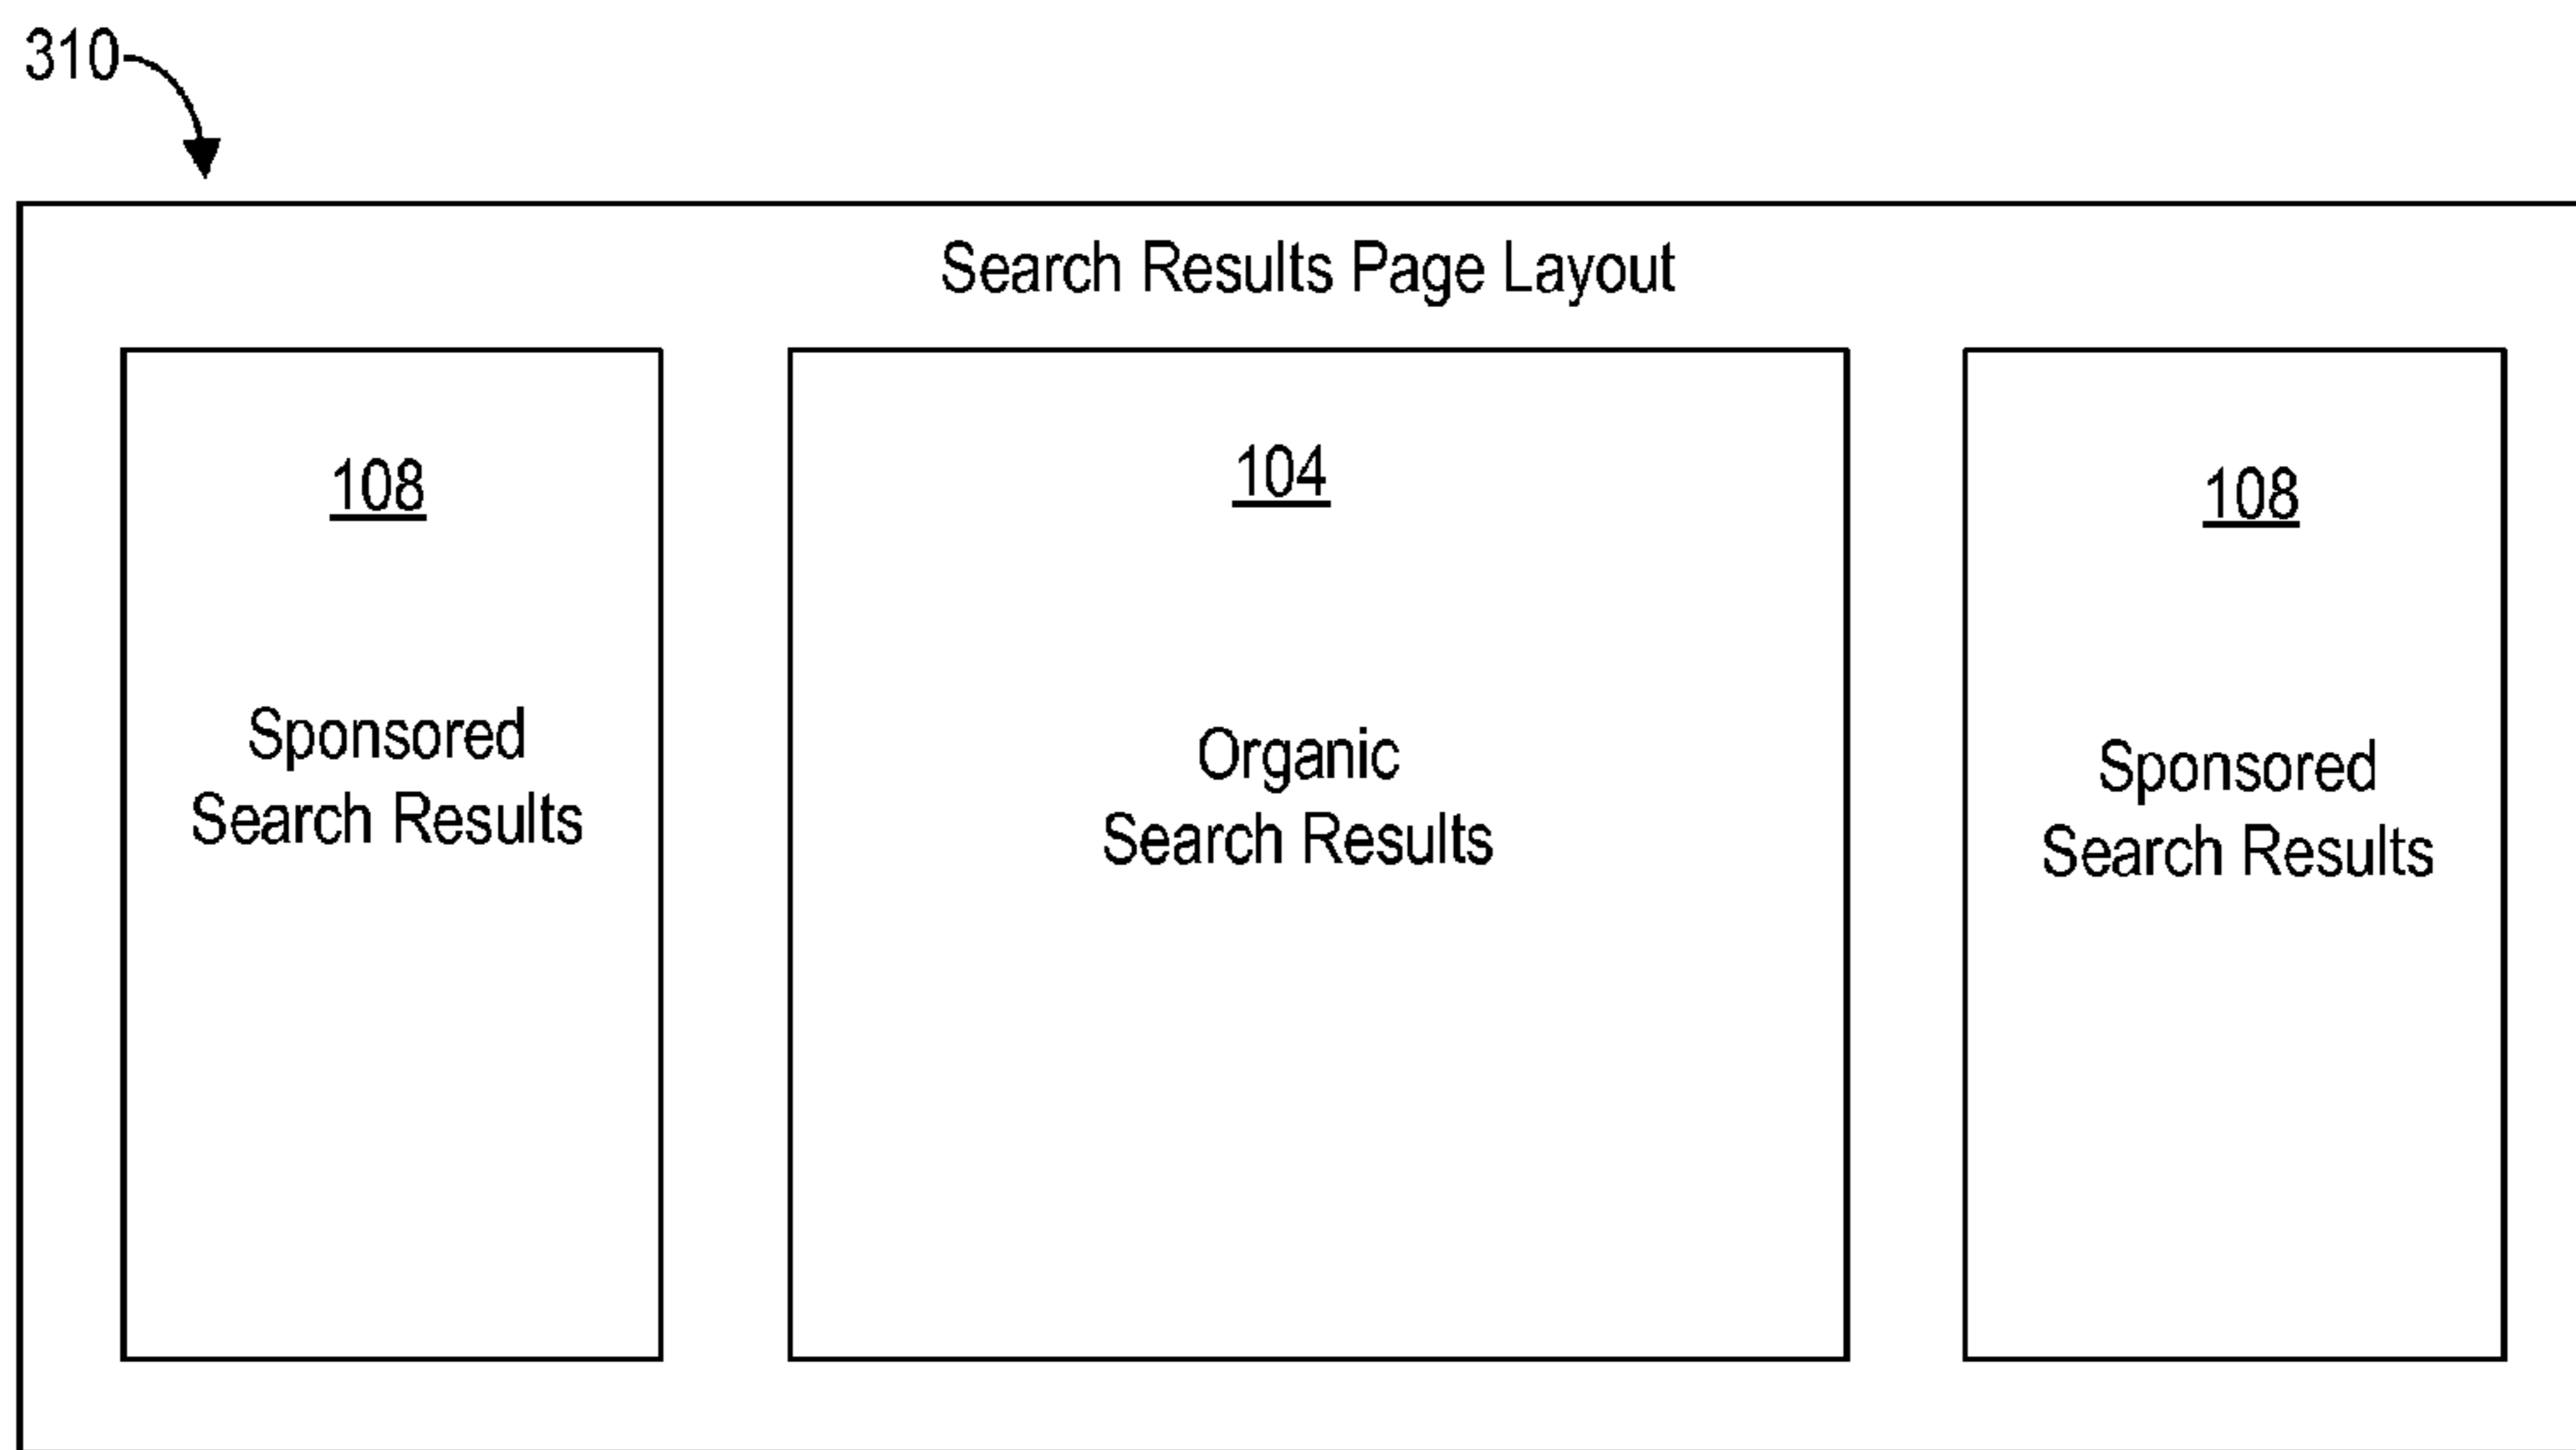 310
Search Results Page Layout
108
Sponsored
Search Results
104
Organic
Search Results
108
Sponsored
Search Results